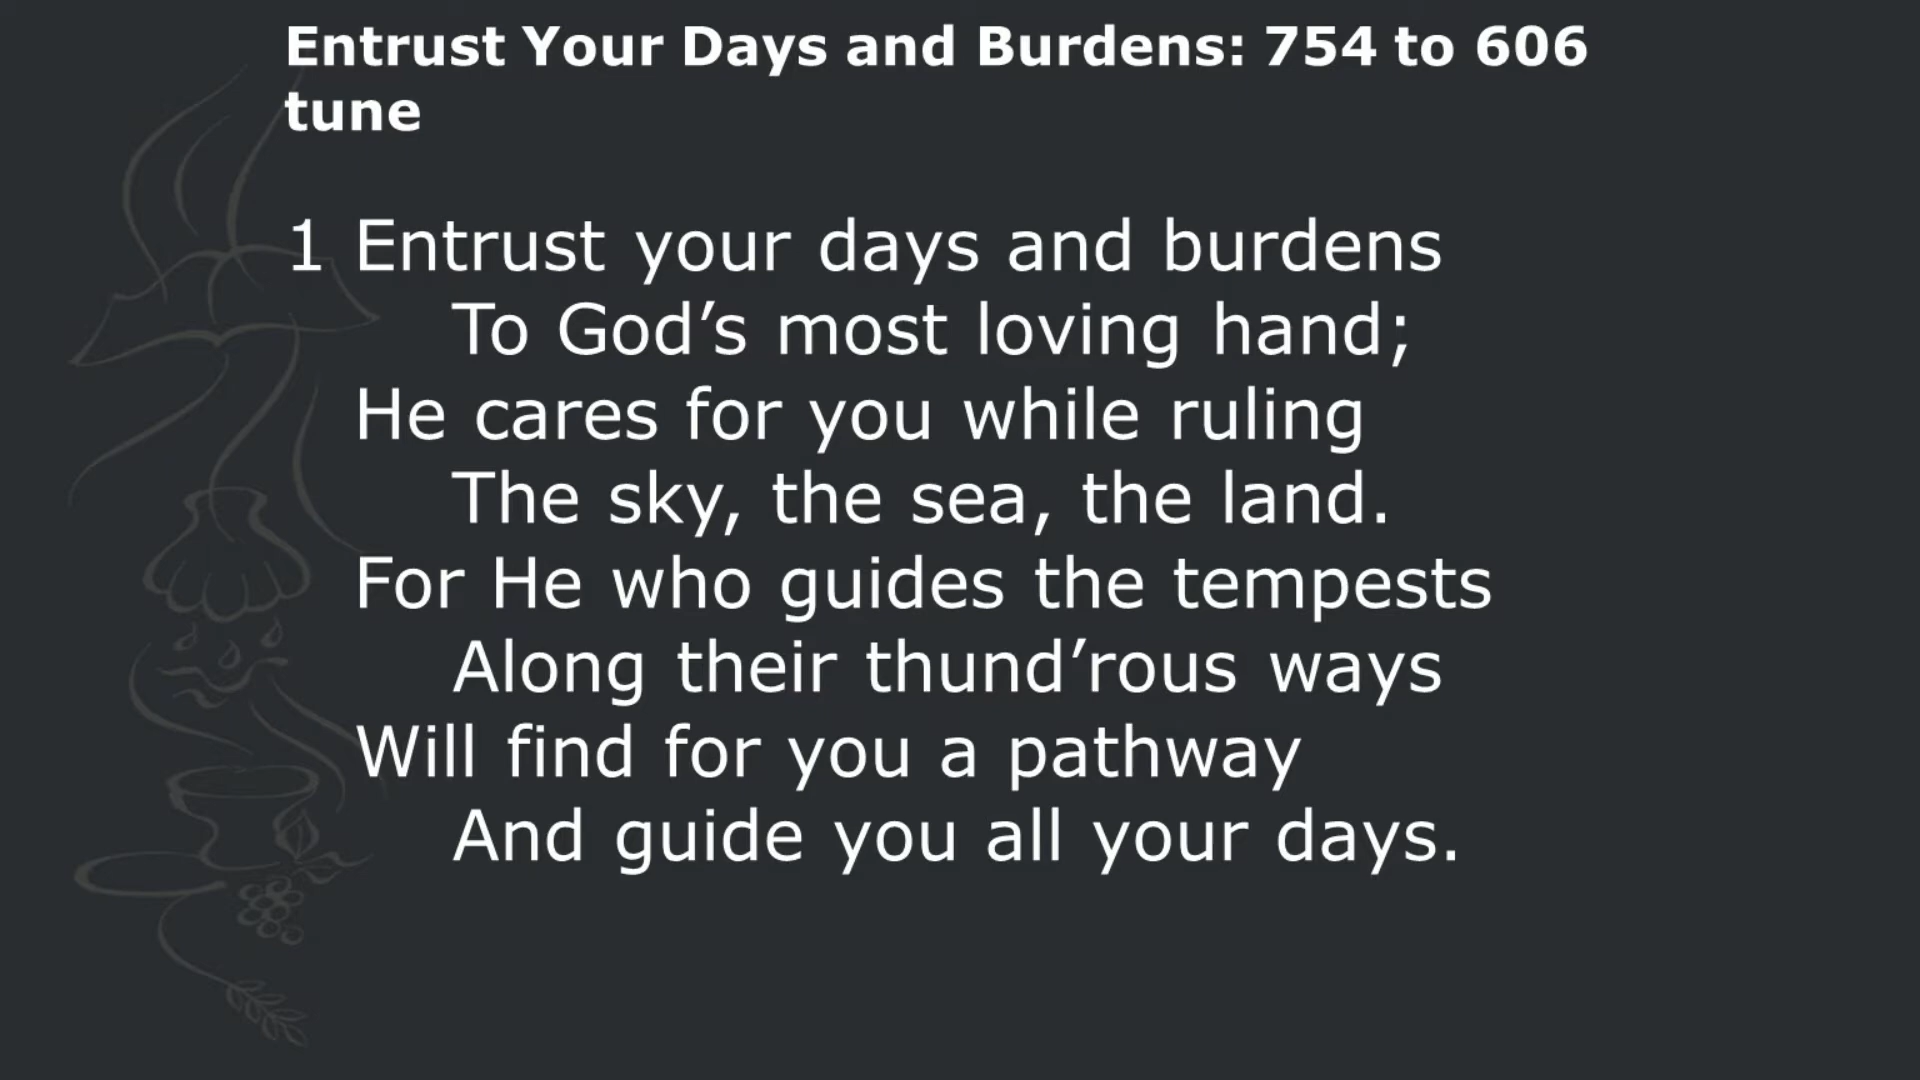 Entrust Your Days and Burdens: 754 to 606
tune
1 Entrust your days and burdens
To God’s most loving hand;
He cares for you while ruling
The sky, the sea, the land.
For He who guides the tempests
Along their thund’rous ways
Will find for you a pathway
And guide you all your days.